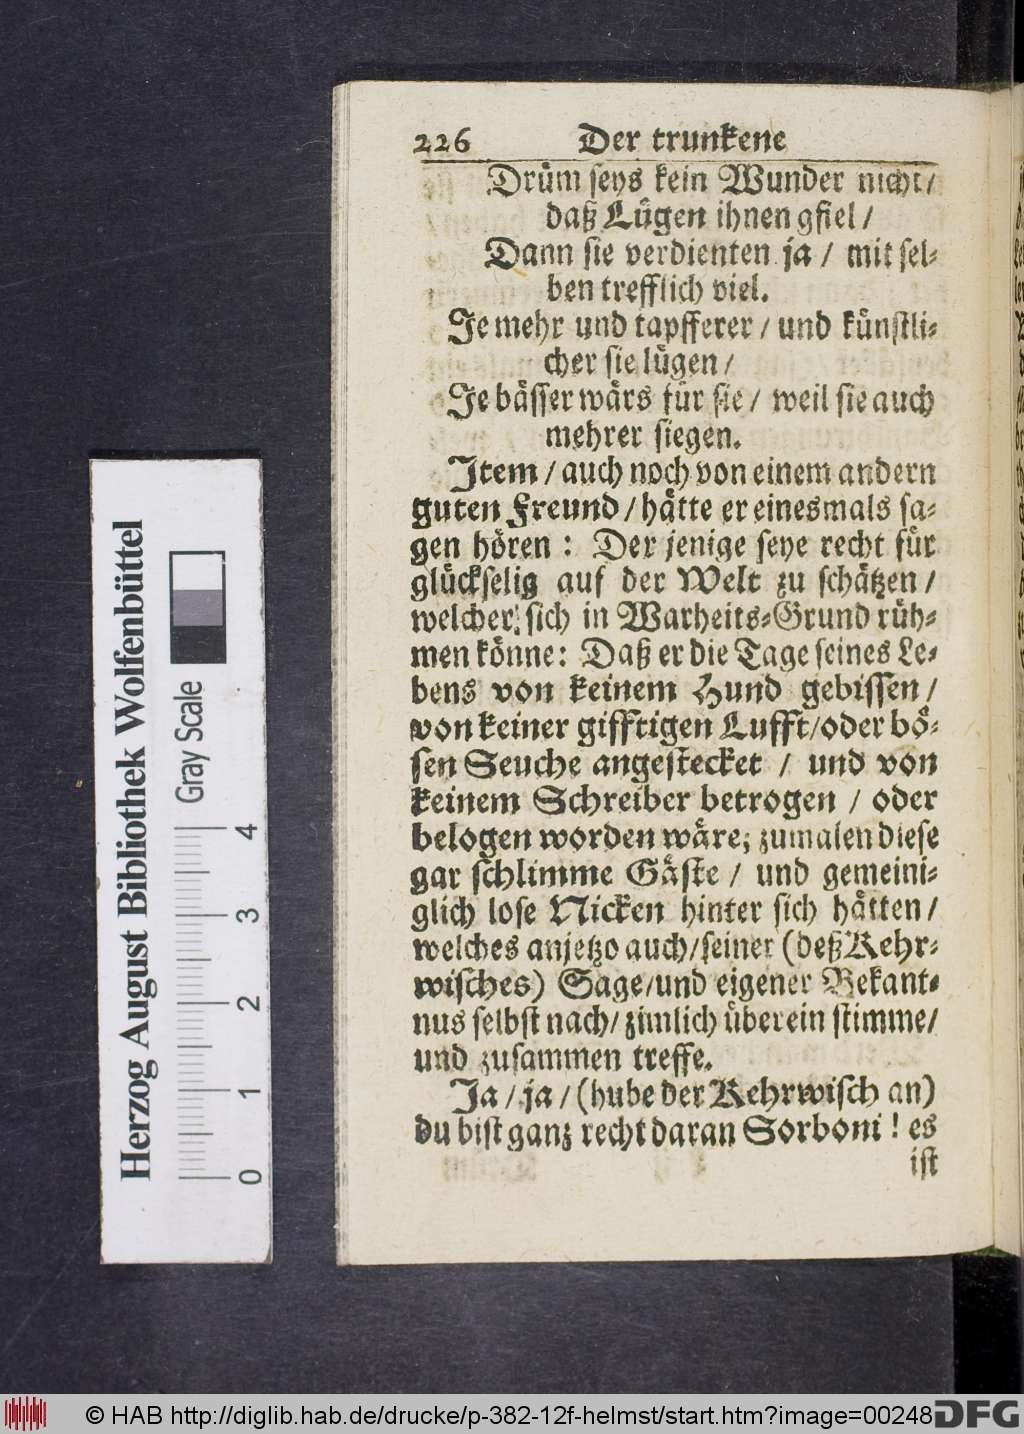 226 Der trunkene
Drüm seys kein Wunder nicht/
daß Lügen ihnen gfiel/
Dann sie verdienten ja/ mit sel-
ben trefflich viel.
Je mehr und tapfferer/ und künstli-
cher sie lügen/
Je bässer wärs für sie/ weil sie auch
mehrer siegen.
Item/ auch noch von einem andern
guten Freund/ hätte er einesmals sa-
gen hören: Der jenige seye recht für
glückselig auf der Welt zu schätzen/
welcher sich in Warheits-Grund rüh-
men könne: Daß er die Tage seines Le-
bens von keinem Hund gebissen/
von keiner gifftigen Lufft/ oder bö-
sen Seuche angestecket/ und von
keinem Schreiber betrogen/ oder
belogen worden wäre; zumalen diese
gar schlimme Gäste/ und gemeini-
glich lose Nicken hinter sich hätten/
welches anjetzo auch/ seiner (deß Kehr-
wisches) Sage/ und eigener Bekant-
nus selbst nach/ zimlich überein stimme/
und zusammen treffe.
Ja/ ja/ (hube der Kehrwisch an)
du bist ganz recht daran Sorboni! es
ist
Herzog August Bibliothek Wolfenbüttel
Gray Scale
0 1 2 3 4
© HAB http://diglib.hab.de/drucke/p-382-12f-helmst/start.htm?image=00248
DFG